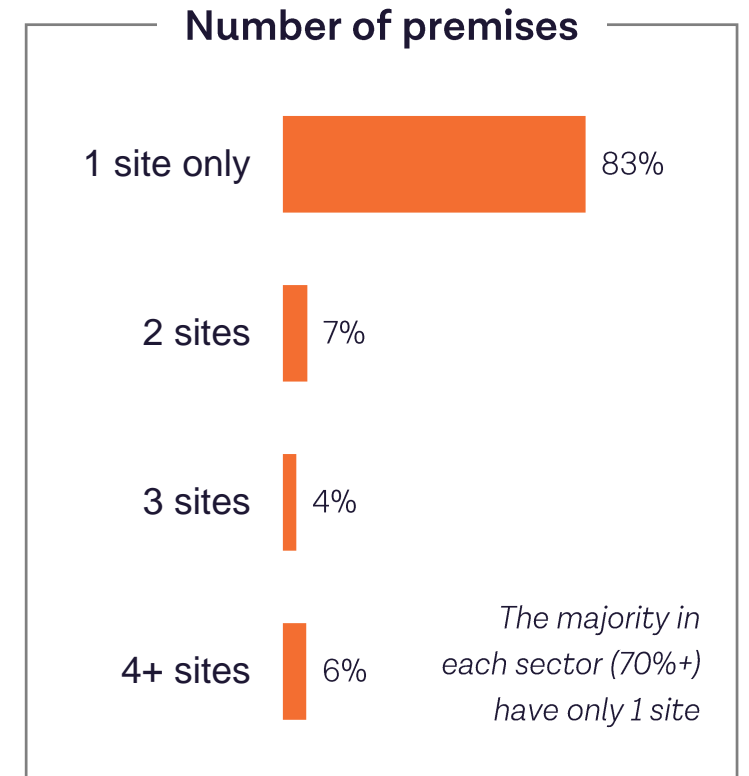 Number of premises
1 site only 83%
2 sites 7%
3 sites 4%
4+ sites 6%
The majority in
each sector (70%+)
have only 1 site